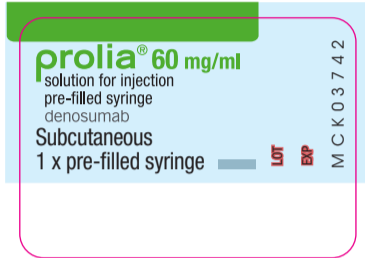 prolia® 60 mg/ml
solution for injection
pre-filled syringe
denosumab
Subcutaneous
1 x pre-filled syringe
LOT
EXP
MCK03742